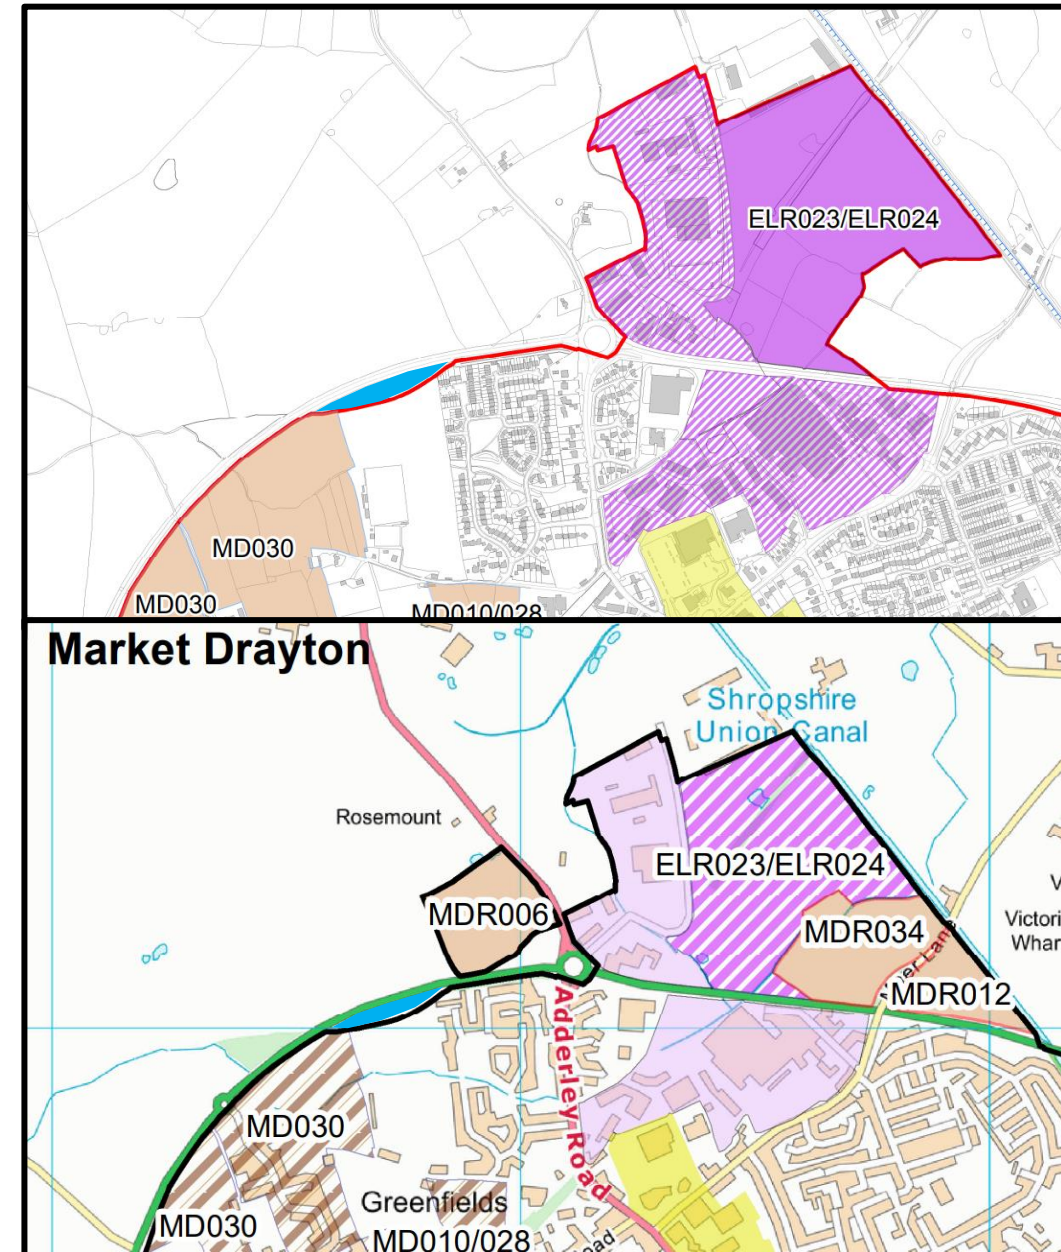 ELR023/ELR024
MD030
MD030
MD010/028
Market Drayton
Shropshire
Union Canal
Rosemount
ELR023/ELR024
MDR006
MDR034
MDR012
Adderley Road
MD030
Greenfields
MD030
MD010/028